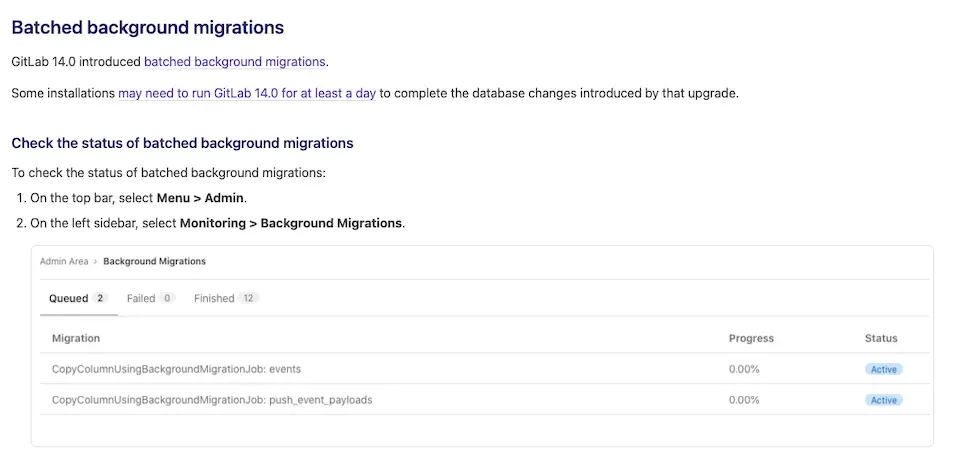 Batched background migrations
GitLab 14.0 introduced batched background migrations.
Some installations may need to run GitLab 14.0 for at least a day to complete the database changes introduced by that upgrade.
Check the status of batched background migrations
To check the status of batched background migrations:
1. On the top bar, select Menu > Admin.
2. On the left sidebar, select Monitoring > Background Migrations.
Admin Area › Background Migrations
Queued 2 Failed 0 Finished 12
Migration Progress Status
CopyColumnUsingBackgroundMigrationJob: events 0.00% Active
CopyColumnUsingBackgroundMigrationJob: push_event_payloads 0.00% Active